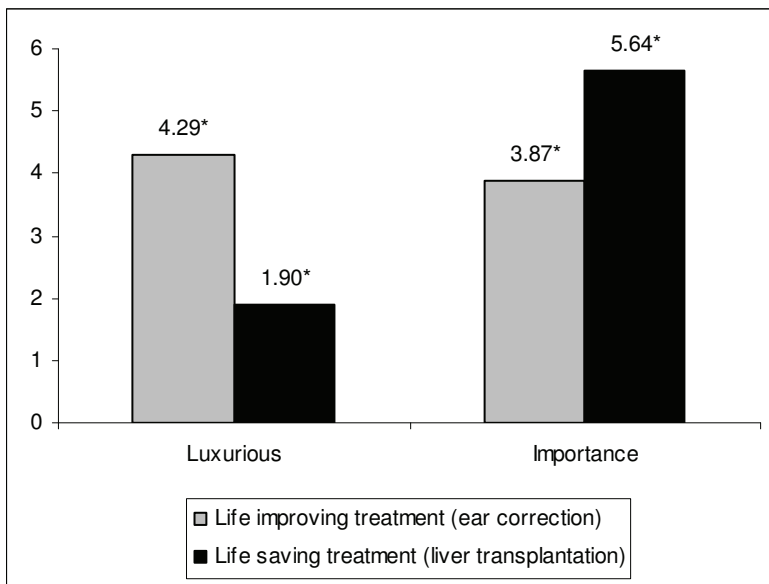 6
5
4
3
2
1
0
4.29*
1.90*
3.87*
5.64*
Luxurious
Importance
Life improving treatment (ear correction)
Life saving treatment (liver transplantation)